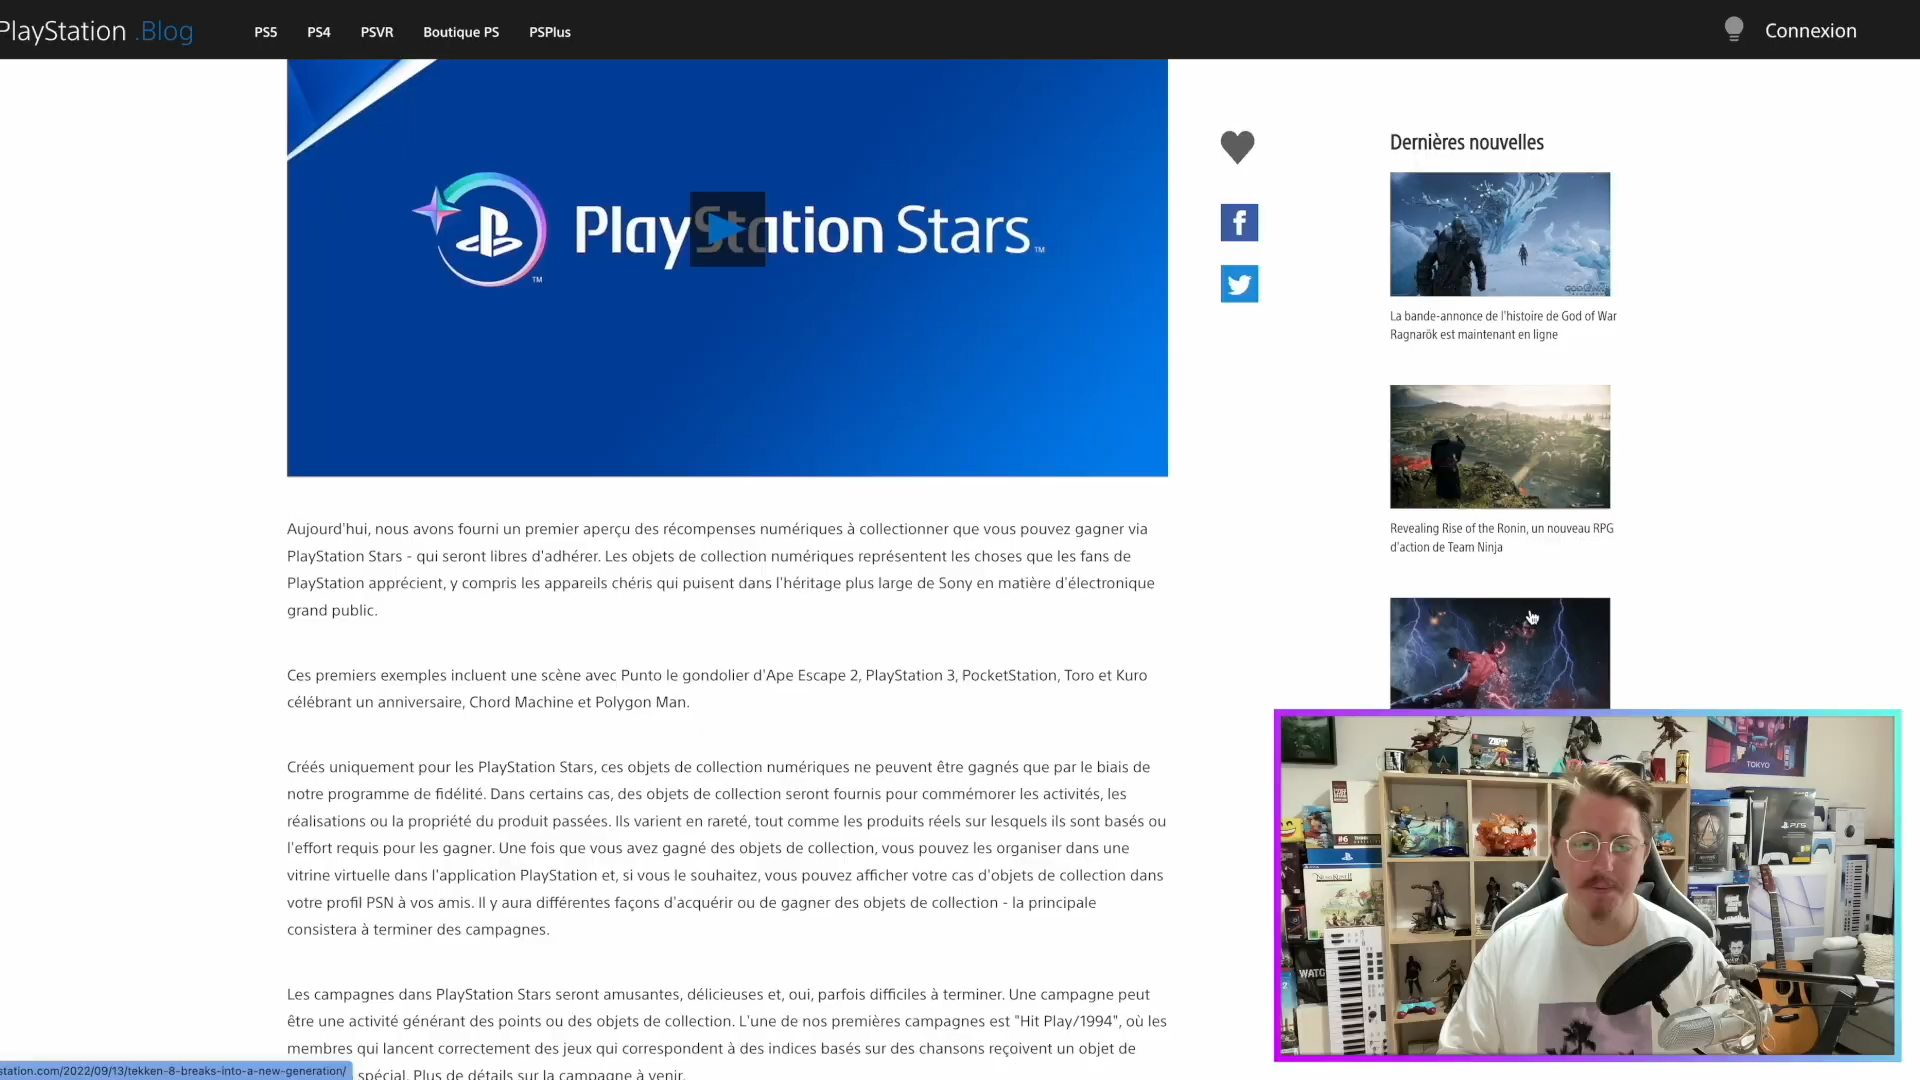 PlayStation .Blog
PS5 PS4 PSVR Boutique PS PSPlus
Connexion
PlayStation Stars™
TM
Aujourd'hui, nous avons fourni un premier aperçu des récompenses numériques à collectionner que vous pouvez gagner via
PlayStation Stars - qui seront libres d'adhérer. Les objets de collection numériques représentent les choses que les fans de
PlayStation apprécient, y compris les appareils chéris qui puisent dans l'héritage plus large de Sony en matière d'électronique
grand public.
Ces premiers exemples incluent une scène avec Punto le gondolier d'Ape Escape 2, PlayStation 3, PocketStation, Toro et Kuro
célébrant un anniversaire, Chord Machine et Polygon Man.
Créés uniquement pour les PlayStation Stars, ces objets de collection numériques ne peuvent être gagnés que par le biais de
notre programme de fidélité. Dans certains cas, des objets de collection seront fournis pour commémorer les activités, les
réalisations ou la propriété du produit passées. Ils varient en rareté, tout comme les produits réels sur lesquels ils sont basés ou
l'effort requis pour les gagner. Une fois que vous avez gagné des objets de collection, vous pouvez les organiser dans une
vitrine virtuelle dans l'application PlayStation et, si vous le souhaitez, vous pouvez afficher votre cas d'objets de collection dans
votre profil PSN à vos amis. Il y aura différentes façons d'acquérir ou de gagner des objets de collection - la principale
consistera à terminer des campagnes.
Les campagnes dans PlayStation Stars seront amusantes, délicieuses et, oui, parfois difficiles à terminer. Une campagne peut
être une activité générant des points ou des objets de collection. L'une de nos premières campagnes est "Hit Play/1994", où les
membres qui lancent correctement des jeux qui correspondent à des indices basés sur des chansons reçoivent un objet de
spécial. Plus de détails sur la campagne à venir.
station.com/2022/09/13/tekken-8-breaks-into-a-new-generation/
Dernières nouvelles
La bande-annonce de l'histoire de God of War
Ragnarök est maintenant en ligne
Revealing Rise of the Ronin, un nouveau RPG
d'action de Team Ninja
TOKYO
PS5
#6
WATC